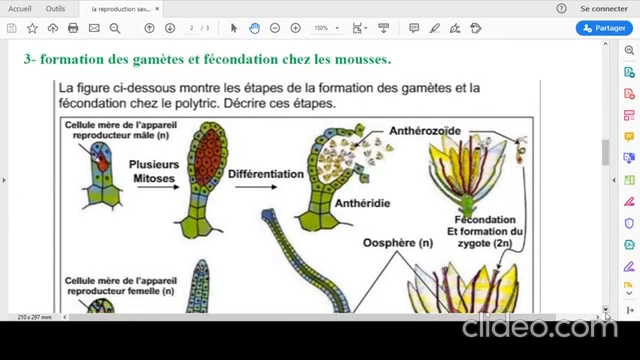 Accueil
Outils
la reproduction sex...
Se connecter
2 / 3
150%
Partager
3- formation des gamètes et fécondation chez les mousses.
La figure ci-dessous montre les étapes de la formation des gamètes et la
fécondation chez le polytric. Décrire ces étapes.
Cellule mère de l'appareil
reproducteur mâle (n)
Plusieurs
Mitoses
Différentiation
Anthérozoïde
Anthéridie
Fécondation
Et formation du
zygote (2n)
Oosphère (n)
Cellule mère de l'appareil
reproducteur femelle (n)
210 x 297 mm
clideo.com